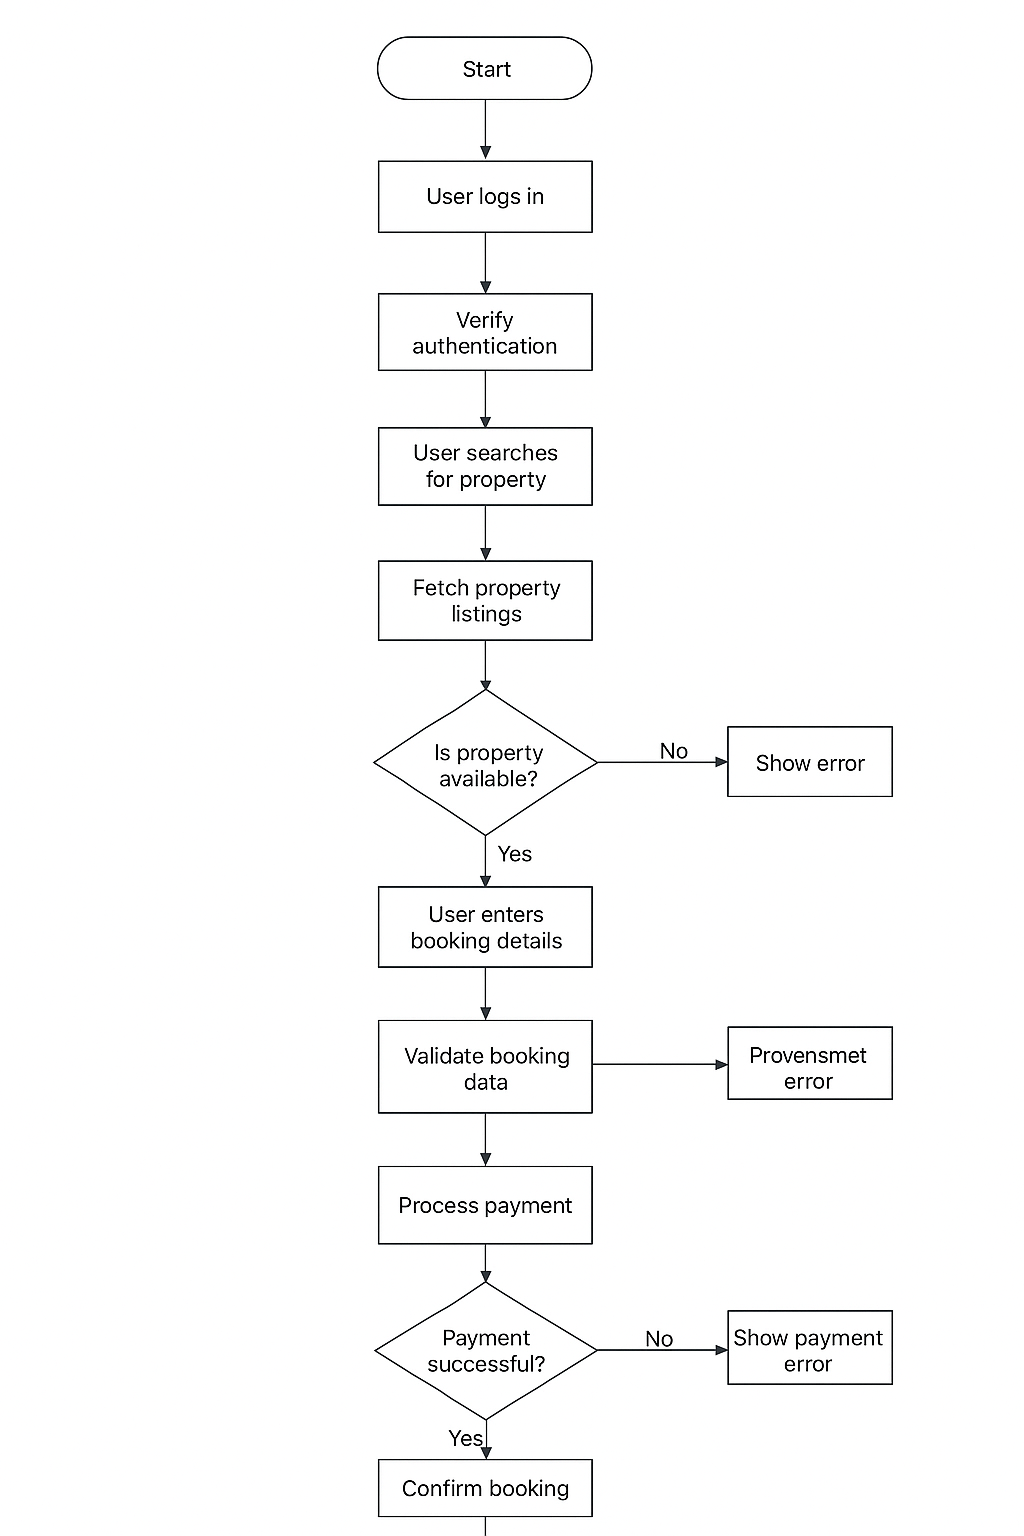 Start
User logs in
Verify
authentication
User searches
for property
Fetch property
listings
Is property
available?
No
Show error
Yes
User enters
booking details
Validate booking
data
Provensmet
error
Process payment
Payment
successful?
No
Show payment
error
Yes
Confirm booking